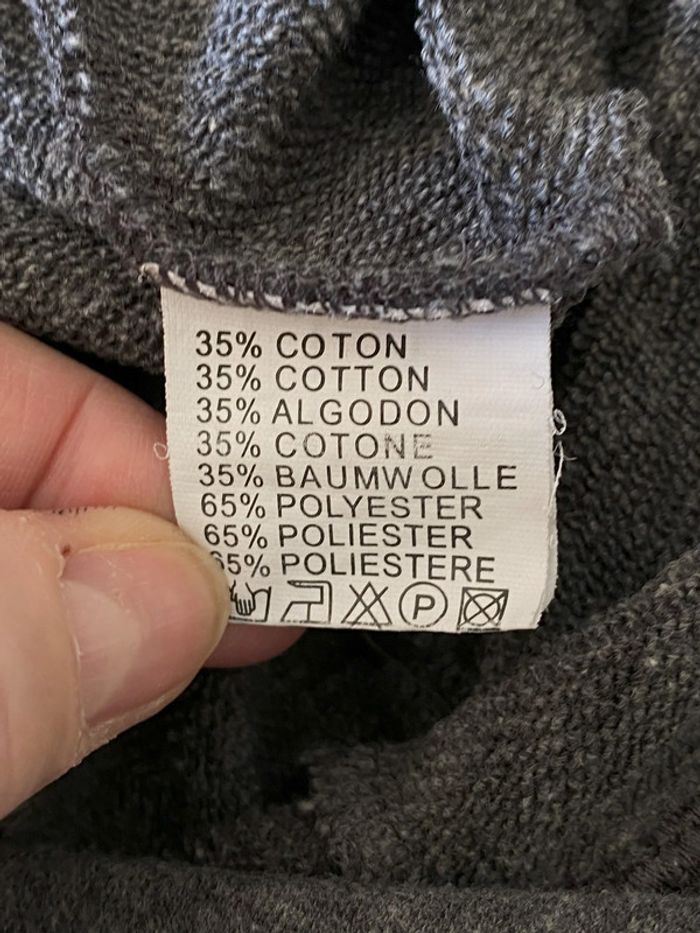 35% COTON
35% COTTON
35% ALGODON
35% COTONE
35% BAUMWOLLE
65% POLYESTER
65% POLIESTER
65% POLIESTERE
P